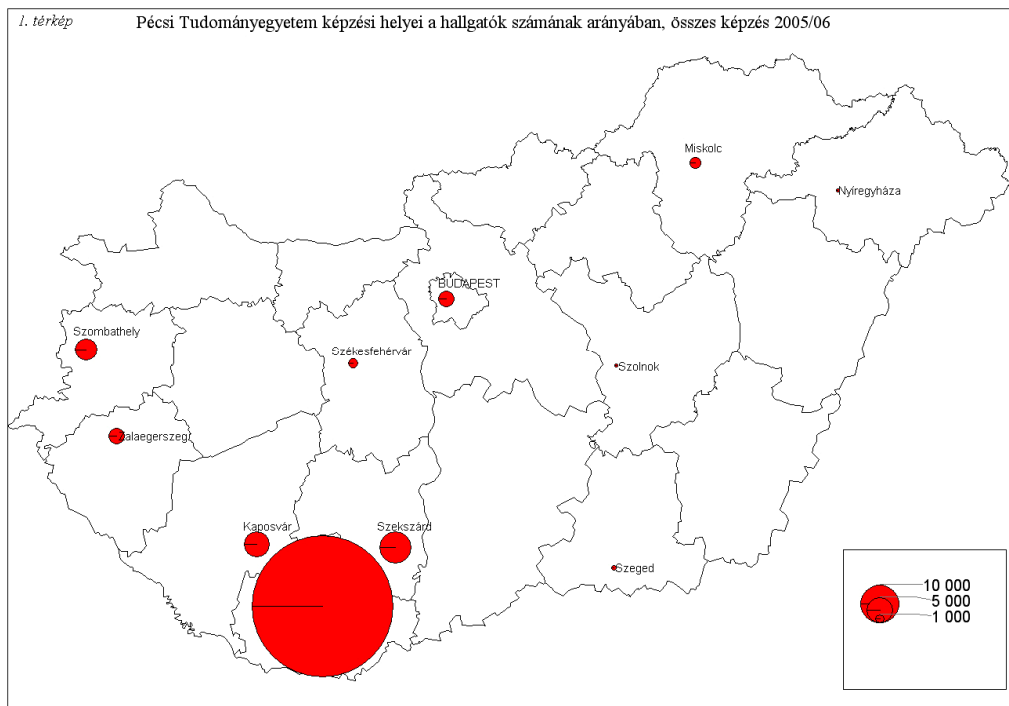 1. térkép
Pécsi Tudományegyetem képzési helyei a hallgatók számának arányában, összes képzés 2005/06
Miskolc
Nyíregyháza
BUDAPEST
Szombathely
Székesfehérvár
Szolnok
Zalaegerszeg
Kaposvár
Szekszárd
Szeged
10 000
5 000
1 000